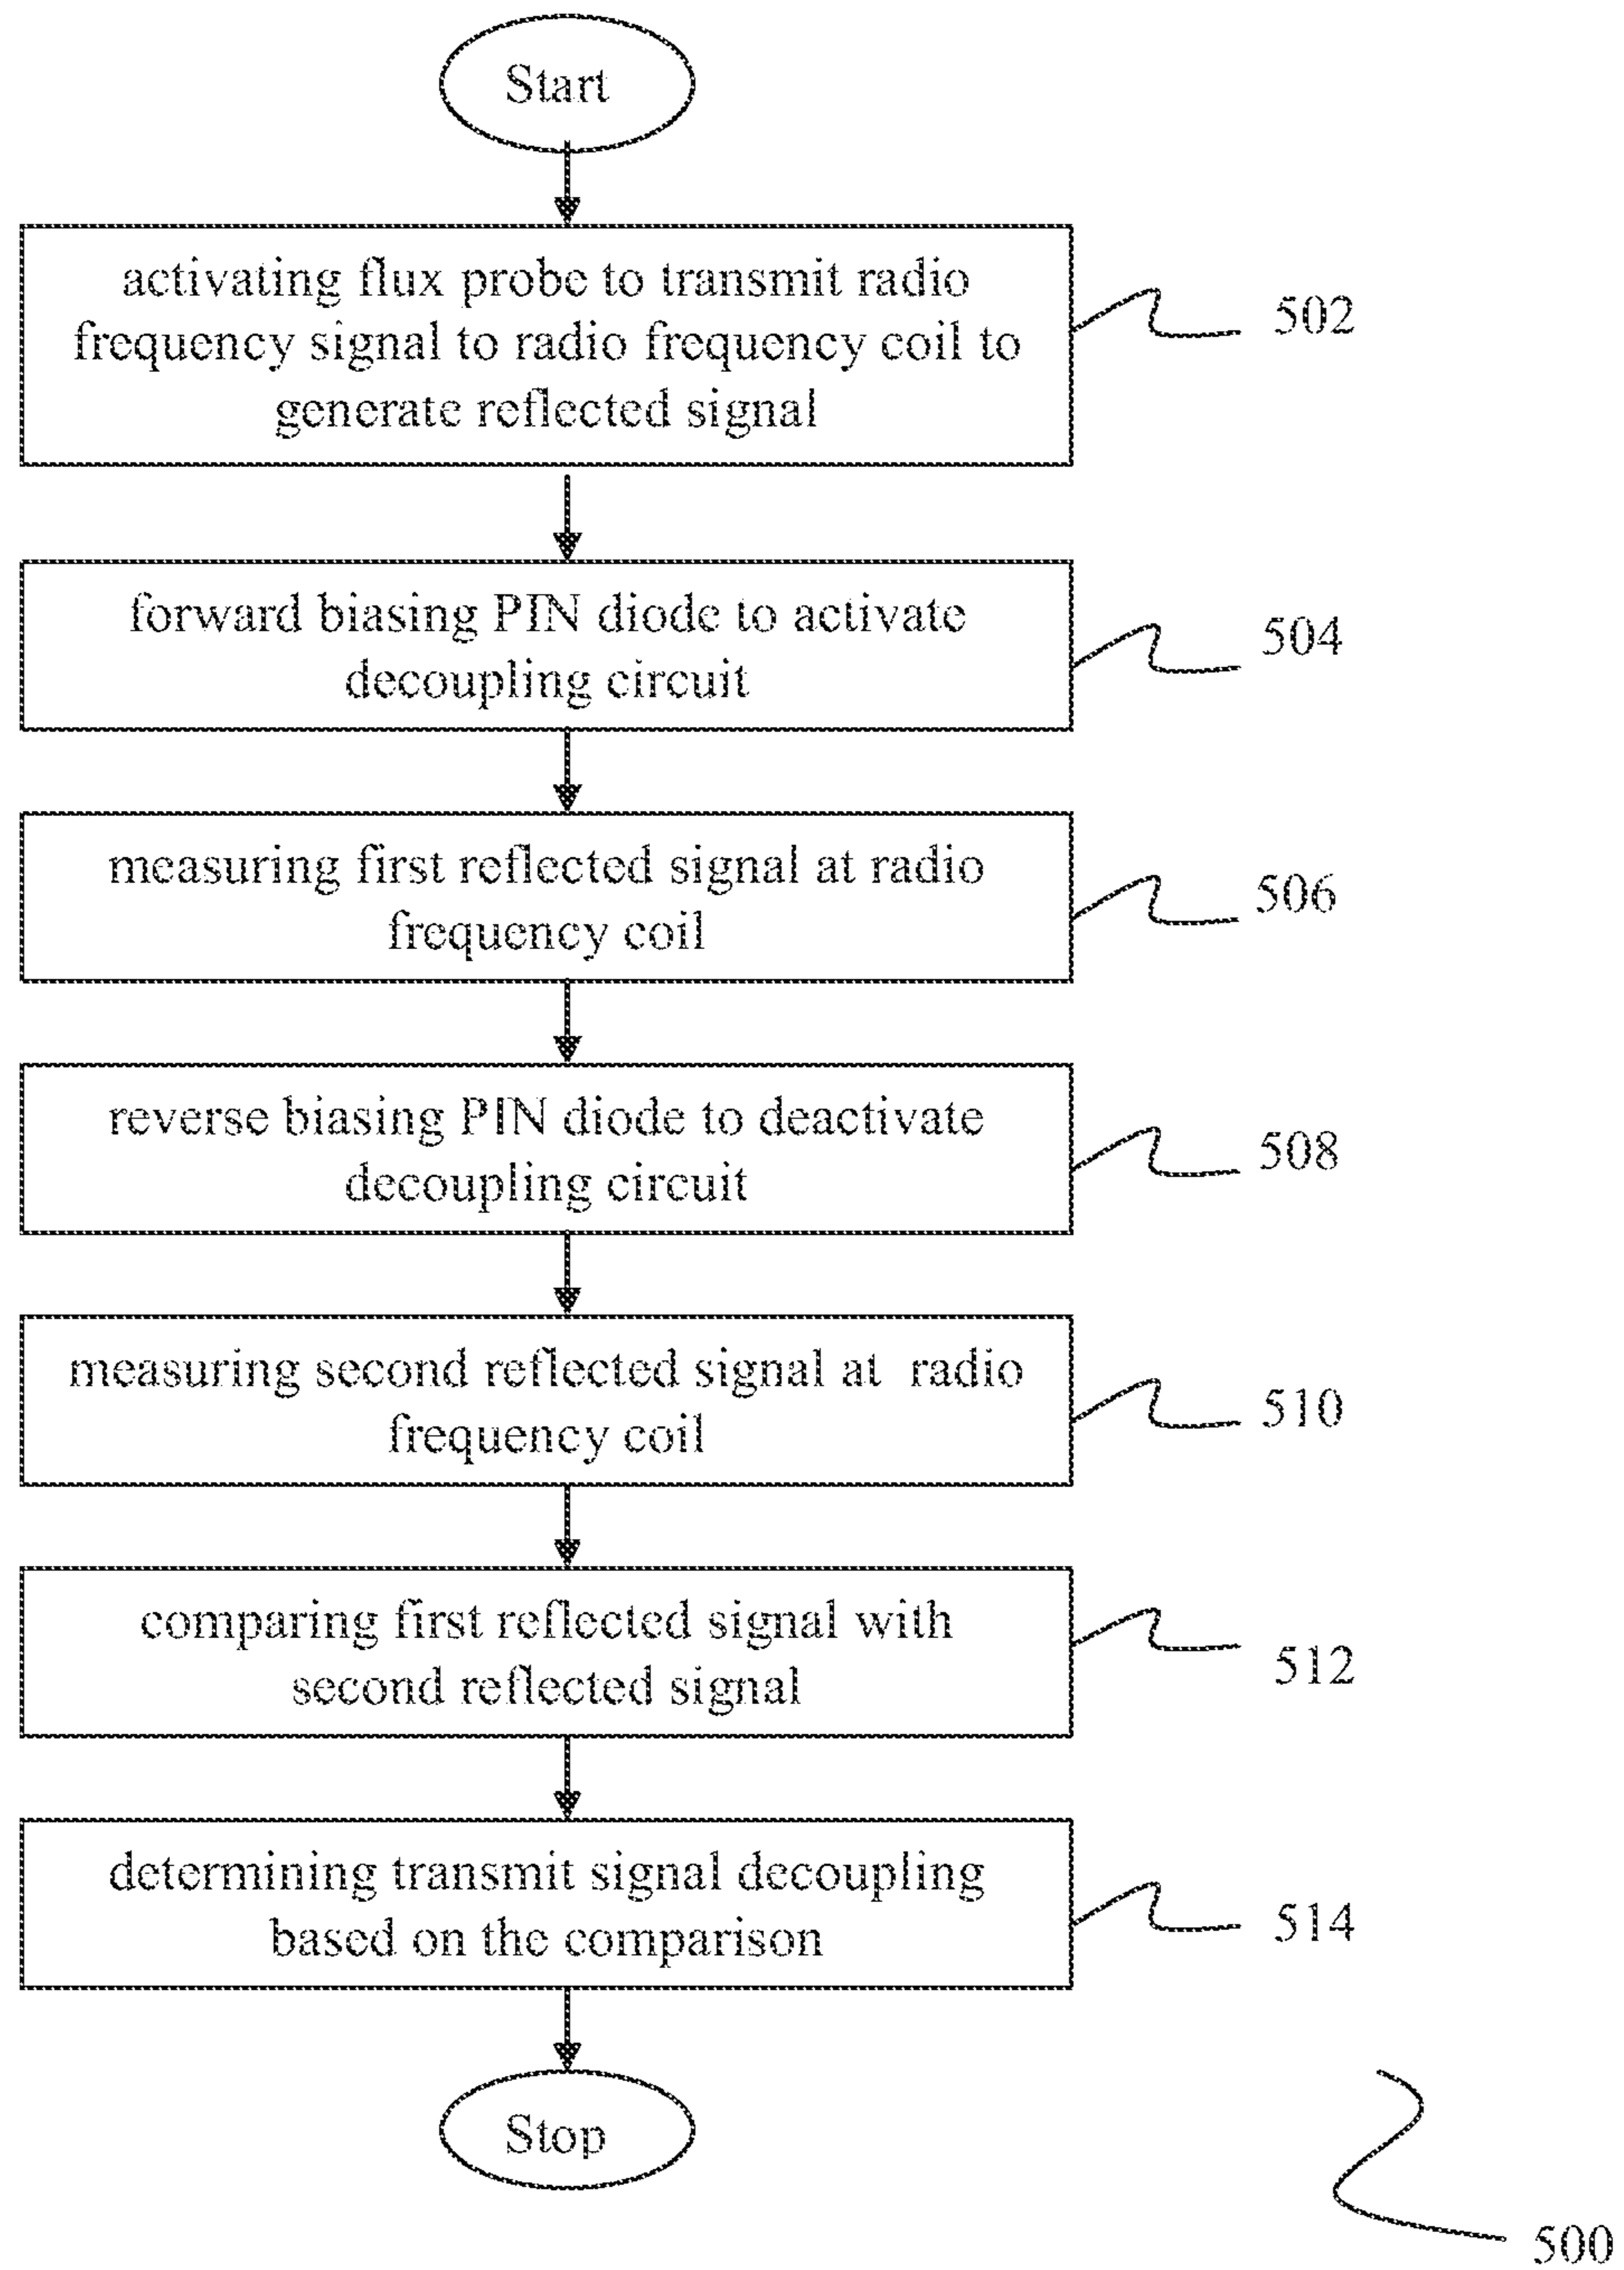 Start
activating flux probe to transmit radio
frequency signal to radio frequency coil to
generate reflected signal
502
forward biasing PIN diode to activate
decoupling circuit
504
measuring first reflected signal at radio
frequency coil
506
reverse biasing PIN diode to deactivate
decoupling circuit
508
measuring second reflected signal at radio
frequency coil
510
comparing first reflected signal with
second reflected signal
512
determining transmit signal decoupling
based on the comparison
514
Stop
500